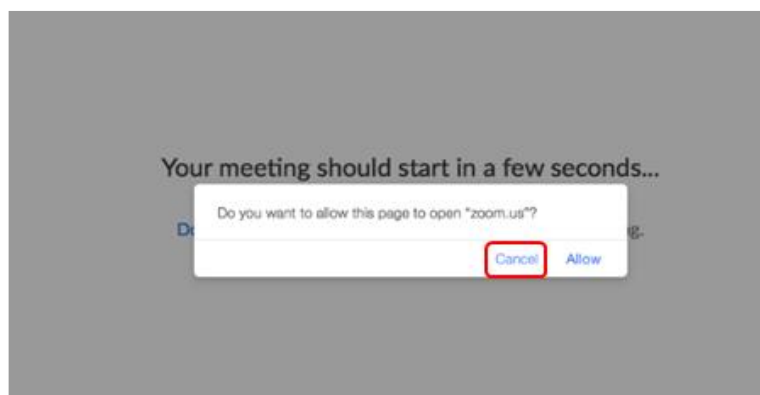 Your meeting should start in a few seconds...
Do you want to allow this page to open "zoom.us"?
Cancel
Allow